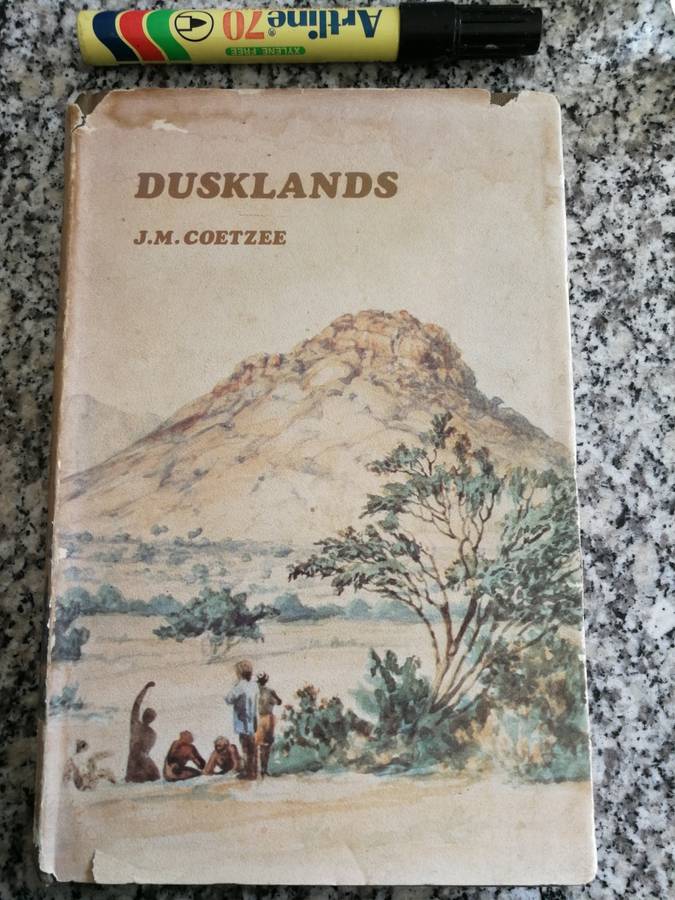 Artline® 70
XYLENE FREE
DUSKLANDS
J.M. COETZEE